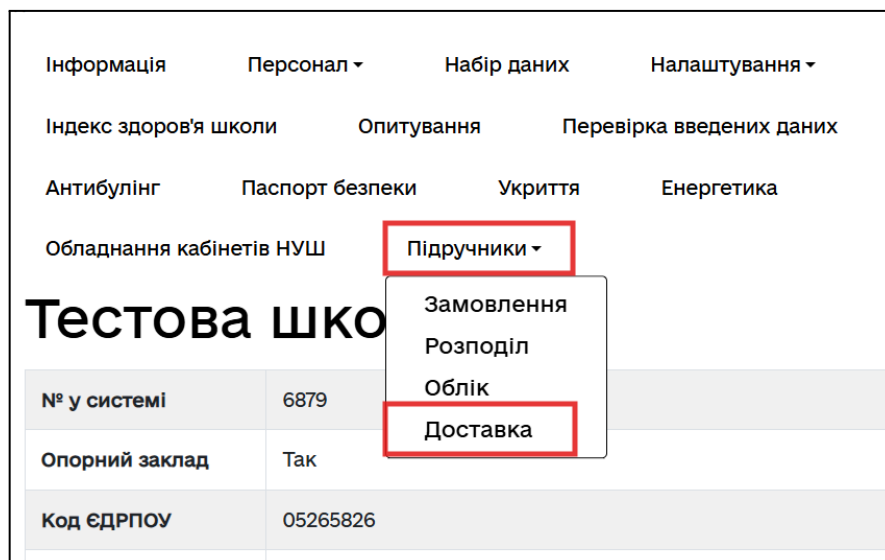 Інформація Персонал Набір даних Налаштування
Індекс здоров'я школи Опитування Перевірка введених даних
Антибулінг Паспорт безпеки Укриття Енергетика
Обладнання кабінетів НУШ Підручники
Замовлення
Тестова шко
Розподіл
Облік
№ у системі 6879
Доставка
Опорний заклад Так
Код ЄДРПОУ 05265826